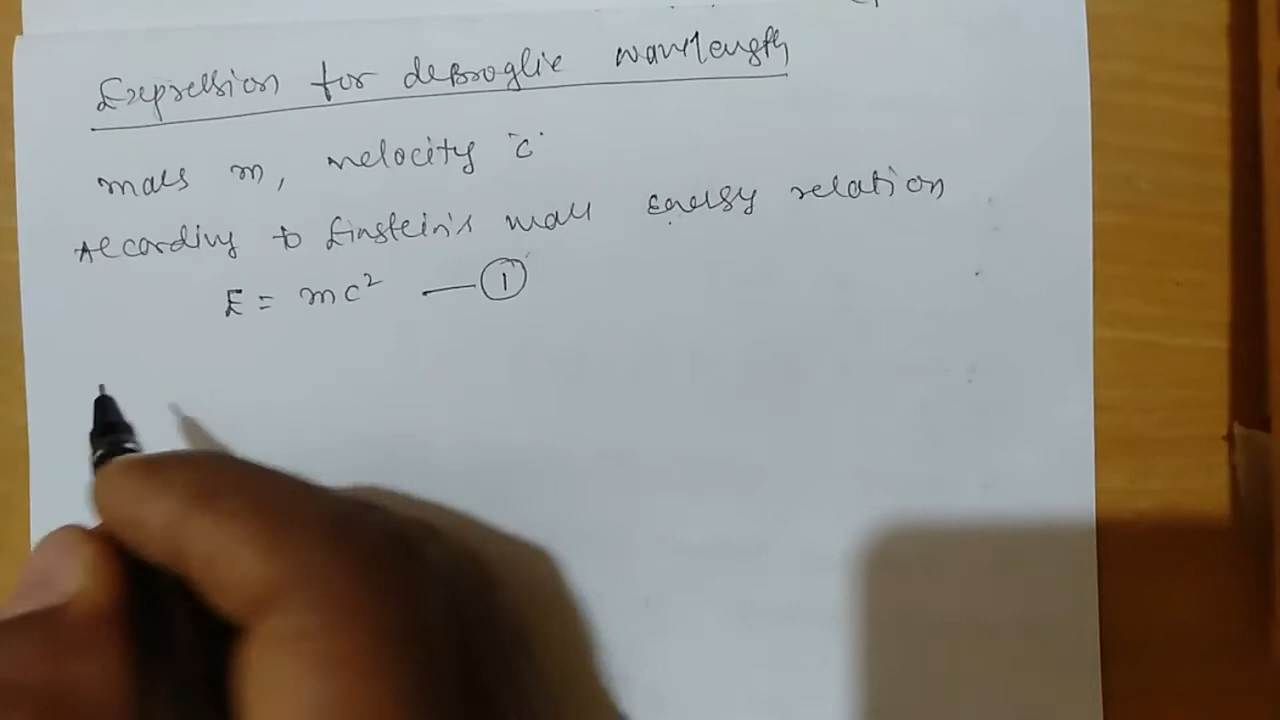 Expression for deBroglie wavelength
mass m, velocity 'c'
According to Einstein's mass energy relation
E = mc² — ①